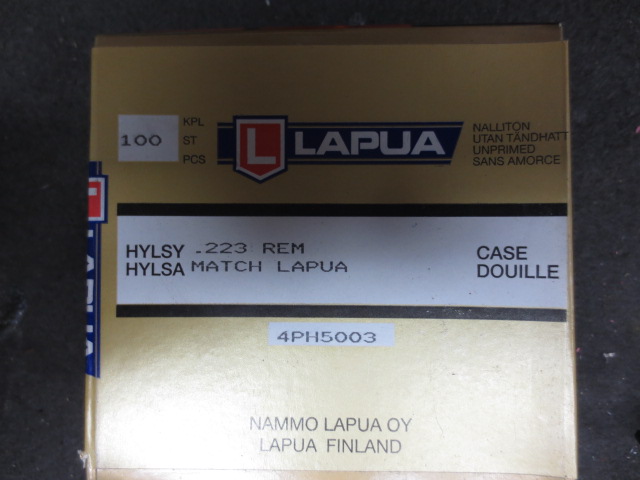 100
KPL
ST
PCS
L LAPUA
NALLITON
UTAN TÄNDHATT
UNPRIMED
SANS AMORCE
HYLSY .223 REM
HYLSA MATCH LAPUA
CASE
DOUILLE
4PH5003
NAMMO LAPUA OY
LAPUA FINLAND
LAPUA